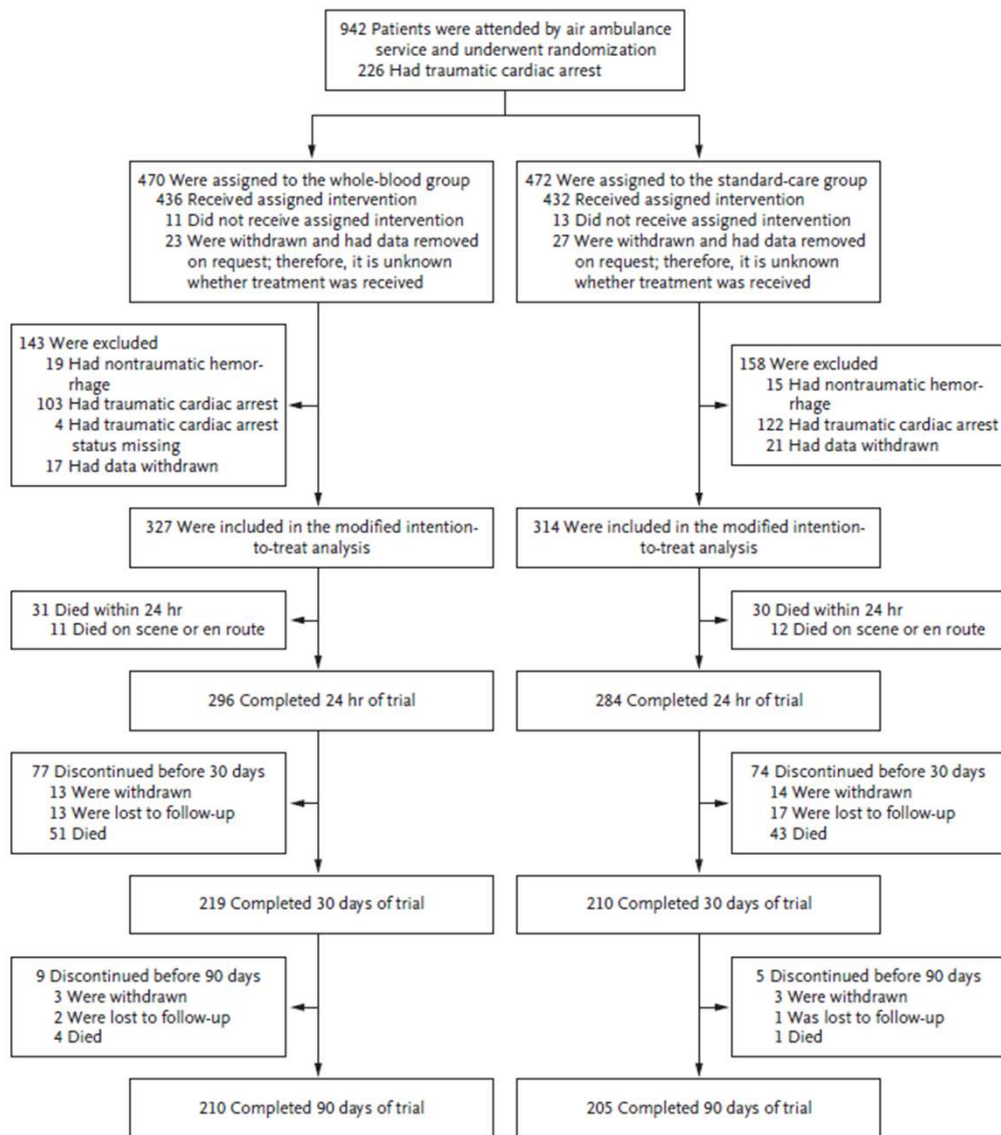 942 Patients were attended by air ambulance
service and underwent randomization
226 Had traumatic cardiac arrest
470 Were assigned to the whole-blood group
436 Received assigned intervention
11 Did not receive assigned intervention
23 Were withdrawn and had data removed
on request; therefore, it is unknown
whether treatment was received
472 Were assigned to the standard-care group
432 Received assigned intervention
13 Did not receive assigned intervention
27 Were withdrawn and had data removed
on request; therefore, it is unknown
whether treatment was received
143 Were excluded
19 Had nontraumatic hemor-
rhage
103 Had traumatic cardiac arrest
4 Had traumatic cardiac arrest
status missing
17 Had data withdrawn
158 Were excluded
15 Had nontraumatic hemor-
rhage
122 Had traumatic cardiac arrest
21 Had data withdrawn
327 Were included in the modified intention-
to-treat analysis
314 Were included in the modified intention-
to-treat analysis
31 Died within 24 hr
11 Died on scene or en route
30 Died within 24 hr
12 Died on scene or en route
296 Completed 24 hr of trial
284 Completed 24 hr of trial
77 Discontinued before 30 days
13 Were withdrawn
13 Were lost to follow-up
51 Died
74 Discontinued before 30 days
14 Were withdrawn
17 Were lost to follow-up
43 Died
219 Completed 30 days of trial
210 Completed 30 days of trial
9 Discontinued before 90 days
3 Were withdrawn
2 Were lost to follow-up
4 Died
5 Discontinued before 90 days
3 Were withdrawn
1 Was lost to follow-up
1 Died
210 Completed 90 days of trial
205 Completed 90 days of trial